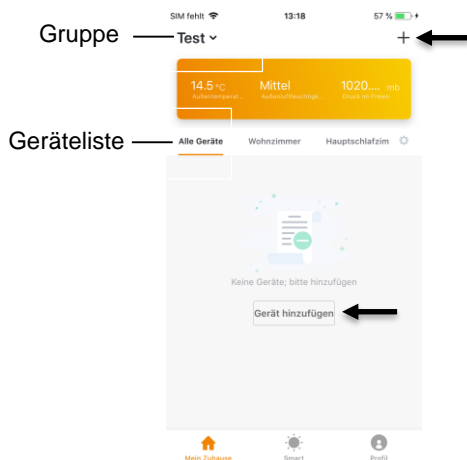 SIM fehlt 13:18 57 %
Gruppe Test
14.5 °C Mittel 1020.... mb
Außentemperat... Außenluftfeuchtigk... Druck im Freien
Geräteliste Alle Geräte Wohnzimmer Hauptschlafzim
Keine Geräte; bitte hinzufügen
Gerät hinzufügen
Mein Zuhause Smart Profil